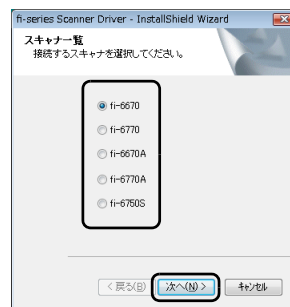 fi-series Scanner Driver - InstallShield Wizard
スキャナ一覧
接続するスキャナを選択してください。
fi-6670
fi-6770
fi-6670A
fi-6770A
fi-6750S
< 戻る(B)
次へ(N) >
キャンセル